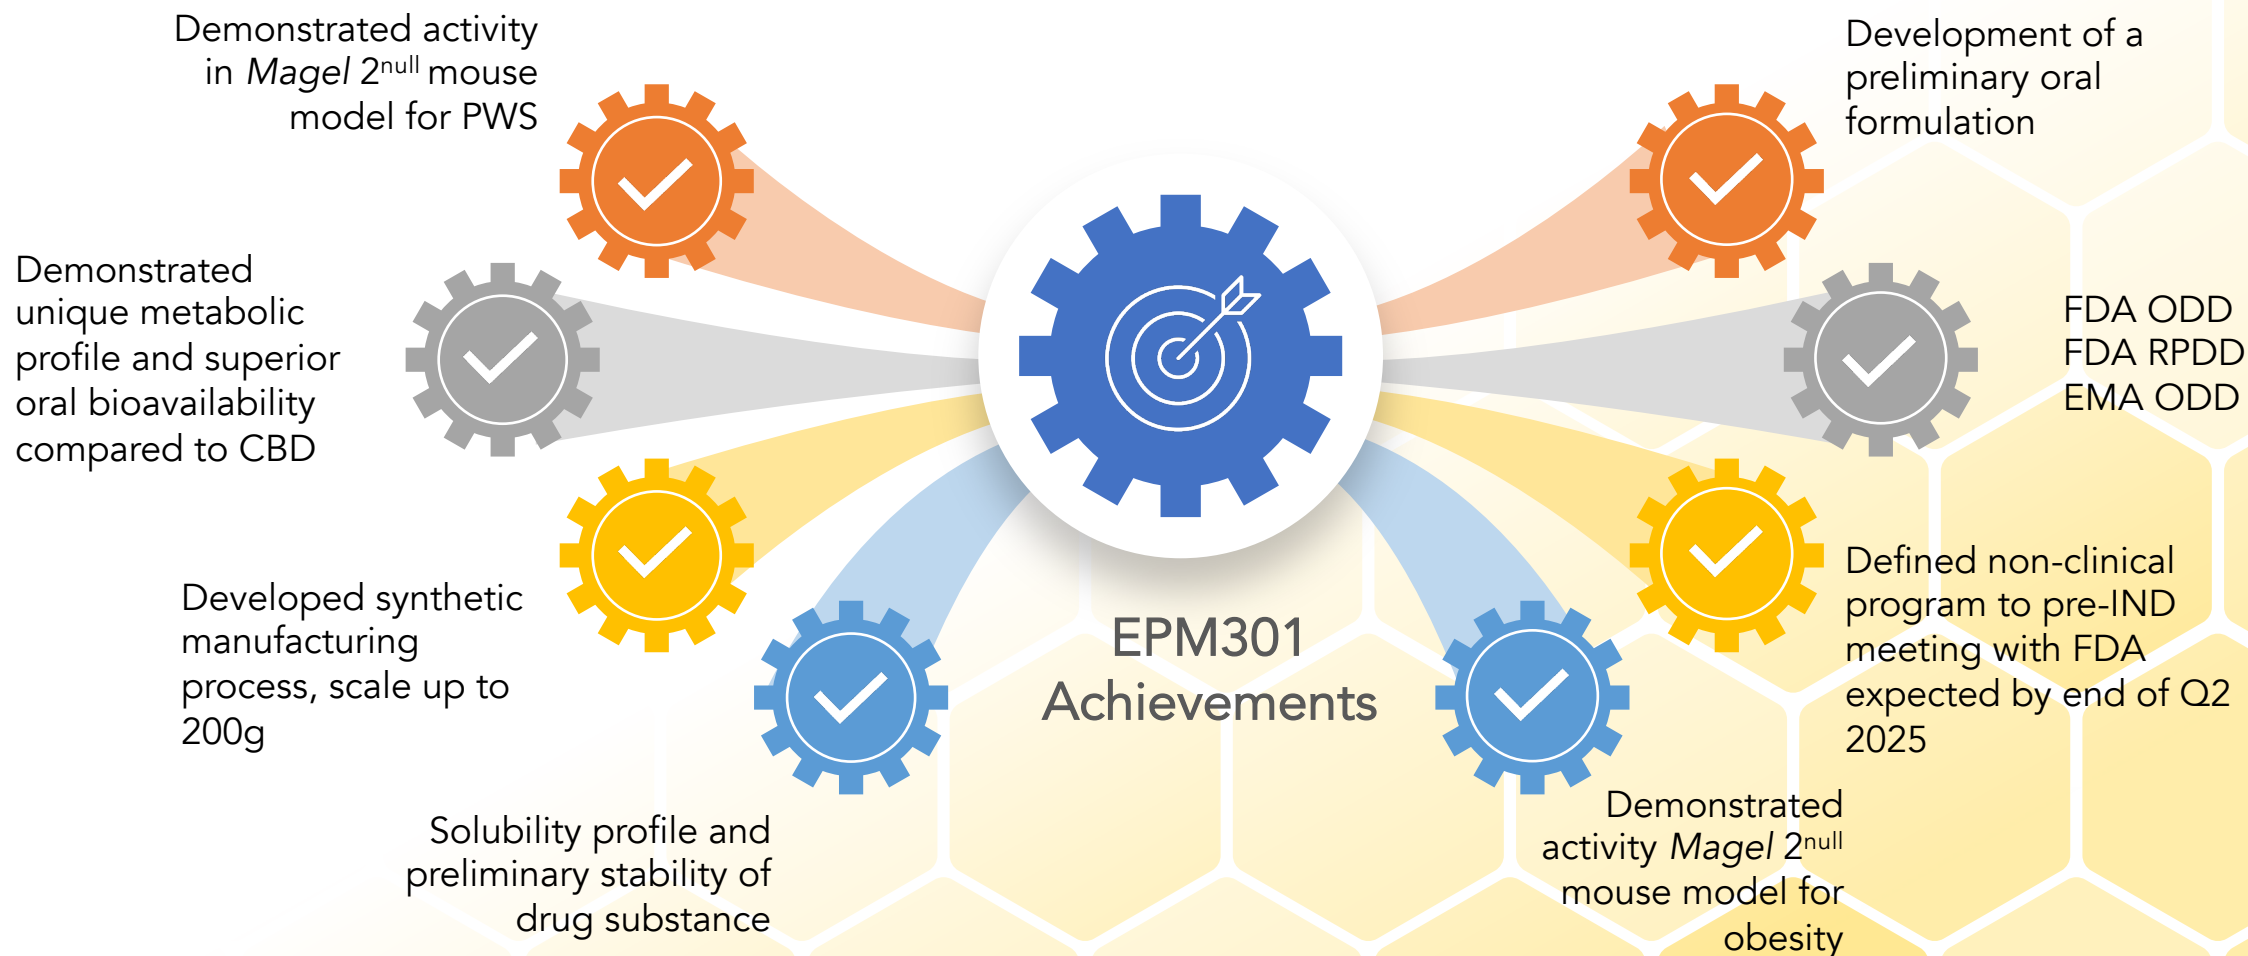 Demonstrated activity
in Magel 2null mouse
model for PWS
Demonstrated
unique metabolic
profile and superior
oral bioavailability
compared to CBD
Developed synthetic
manufacturing
process, scale up to
200g
Solubility profile and
preliminary stability of
drug substance
EPM301
Achievements
Development of a
preliminary oral
formulation
FDA ODD
FDA RPDD
EMA ODD
Defined non-clinical
program to pre-IND
meeting with FDA
expected by end of Q2
2025
Demonstrated
activity Magel 2null
mouse model for
obesity